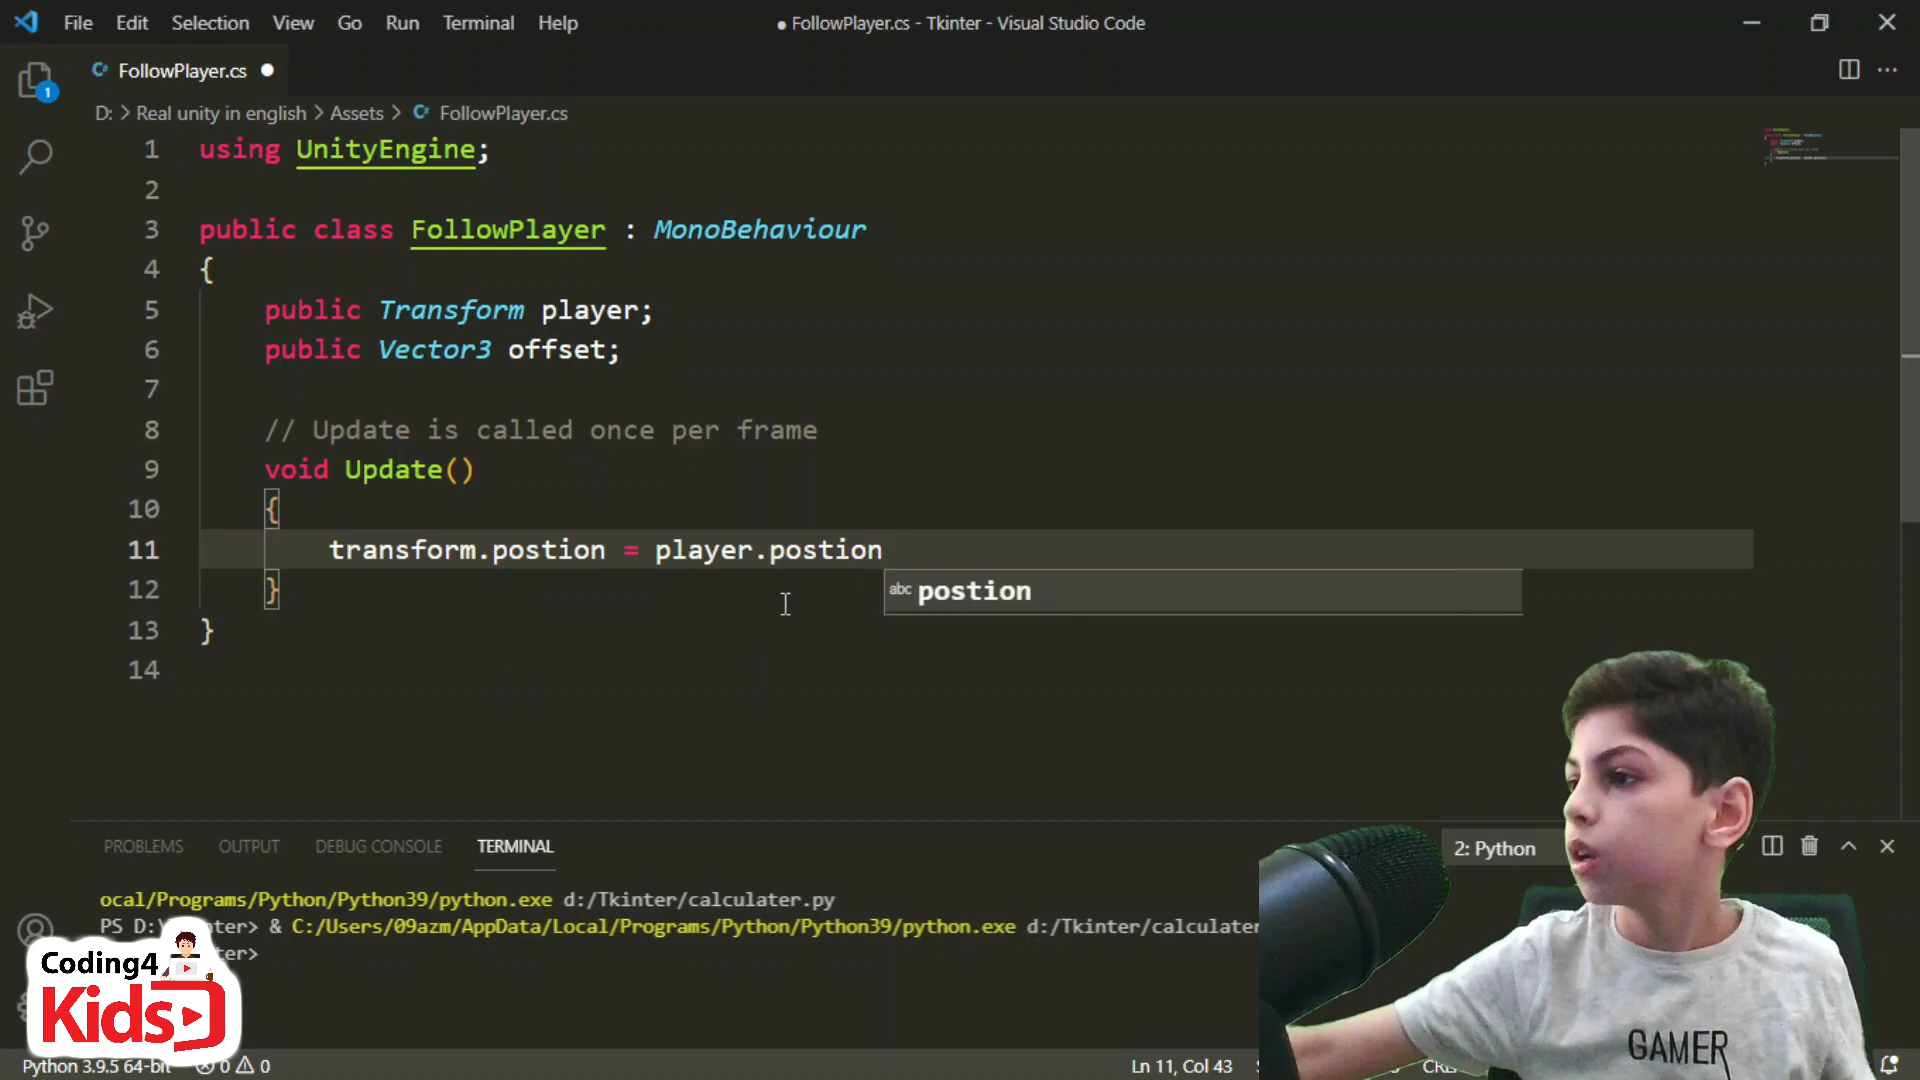 File Edit Selection View Go Run Terminal Help ● FollowPlayer.cs - Tkinter - Visual Studio Code
FollowPlayer.cs ●
1
D: > Real unity in english > Assets > FollowPlayer.cs
1 using UnityEngine;
2
3 public class FollowPlayer : MonoBehaviour
4 {
5 public Transform player;
6 public Vector3 offset;
7
8 // Update is called once per frame
9 void Update()
10 {
11 transform.postion = player.postion
abc postion
12 }
13 }
14
PROBLEMS OUTPUT DEBUG CONSOLE TERMINAL 2: Python
ocal/Programs/Python/Python39/python.exe d:/Tkinter/calculater.py
PS D:\ nter> & C:/Users/09azm/AppData/Local/Programs/Python/Python39/python.exe d:/Tkinter/calculater
ter>
Coding4
Kids
GAMER
Python 3.9.5 64-bit 0 0 Ln 11, Col 43